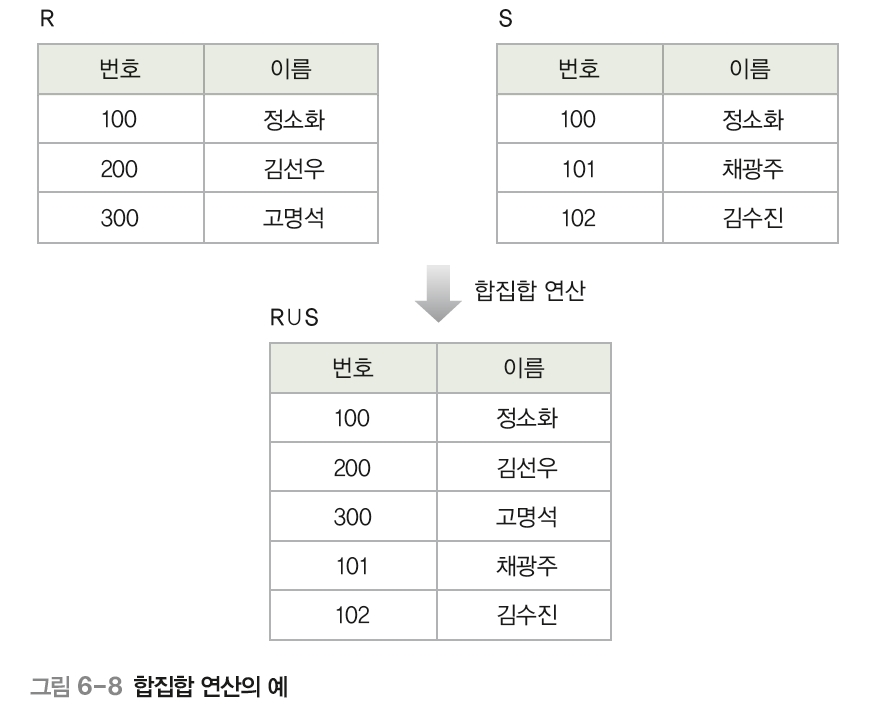 R
번호 이름
100 정소화
200 김선우
300 고명석
S
번호 이름
100 정소화
101 채광주
102 김수진
합집합 연산
R∪S
번호 이름
100 정소화
200 김선우
300 고명석
101 채광주
102 김수진
그림 6-8 합집합 연산의 예